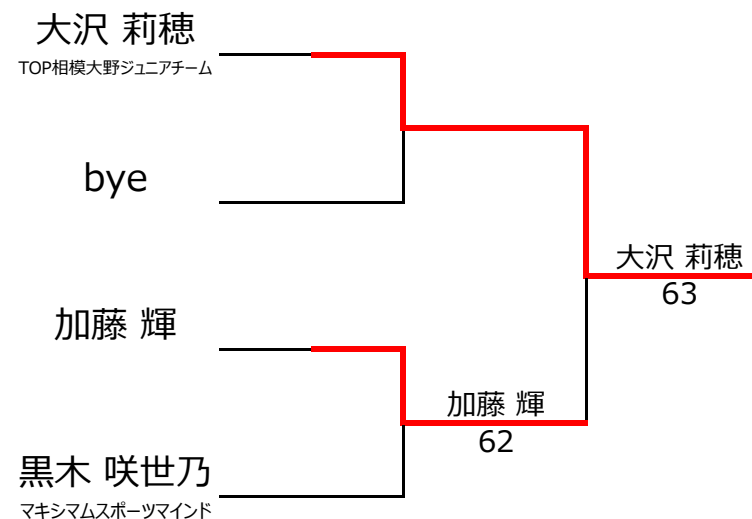 大沢 莉穂
TOP相模大野ジュニアチーム
bye
大沢 莉穂
63
加藤 輝
加藤 輝
62
黒木 咲世乃
マキシマムスポーツマインド